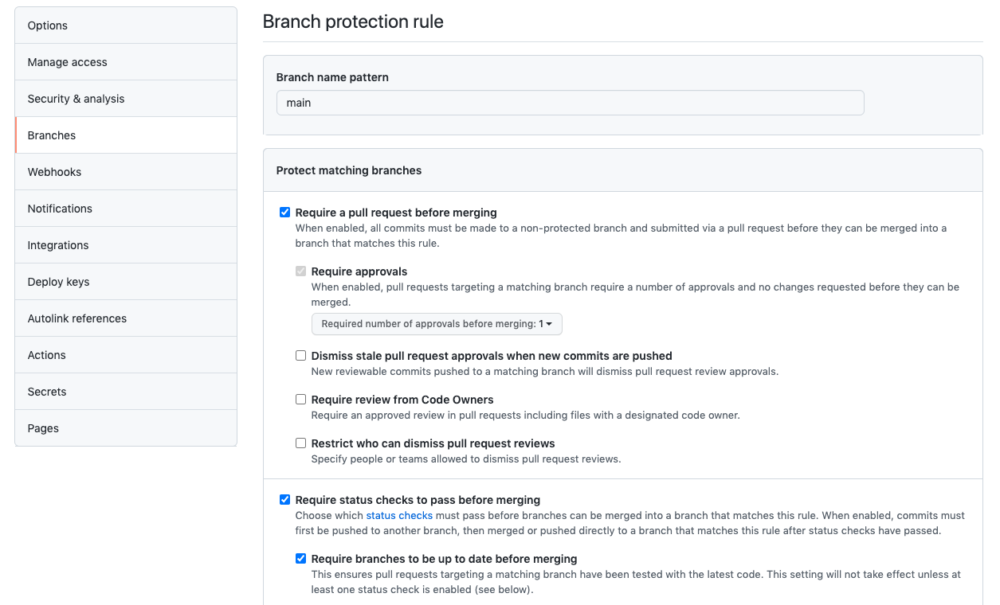 Options
Manage access
Security & analysis
Branches
Webhooks
Notifications
Integrations
Deploy keys
Autolink references
Actions
Secrets
Pages
Branch protection rule
Branch name pattern
main
Protect matching branches
Require a pull request before merging
When enabled, all commits must be made to a non-protected branch and submitted via a pull request before they can be merged into a
branch that matches this rule.
Require approvals
When enabled, pull requests targeting a matching branch require a number of approvals and no changes requested before they can be
merged.
Required number of approvals before merging: 1
Dismiss stale pull request approvals when new commits are pushed
New reviewable commits pushed to a matching branch will dismiss pull request review approvals.
Require review from Code Owners
Require an approved review in pull requests including files with a designated code owner.
Restrict who can dismiss pull request reviews
Specify people or teams allowed to dismiss pull request reviews.
Require status checks to pass before merging
Choose which status checks must pass before branches can be merged into a branch that matches this rule. When enabled, commits must
first be pushed to another branch, then merged or pushed directly to a branch that matches this rule after status checks have passed.
Require branches to be up to date before merging
This ensures pull requests targeting a matching branch have been tested with the latest code. This setting will not take effect unless at
least one status check is enabled (see below).